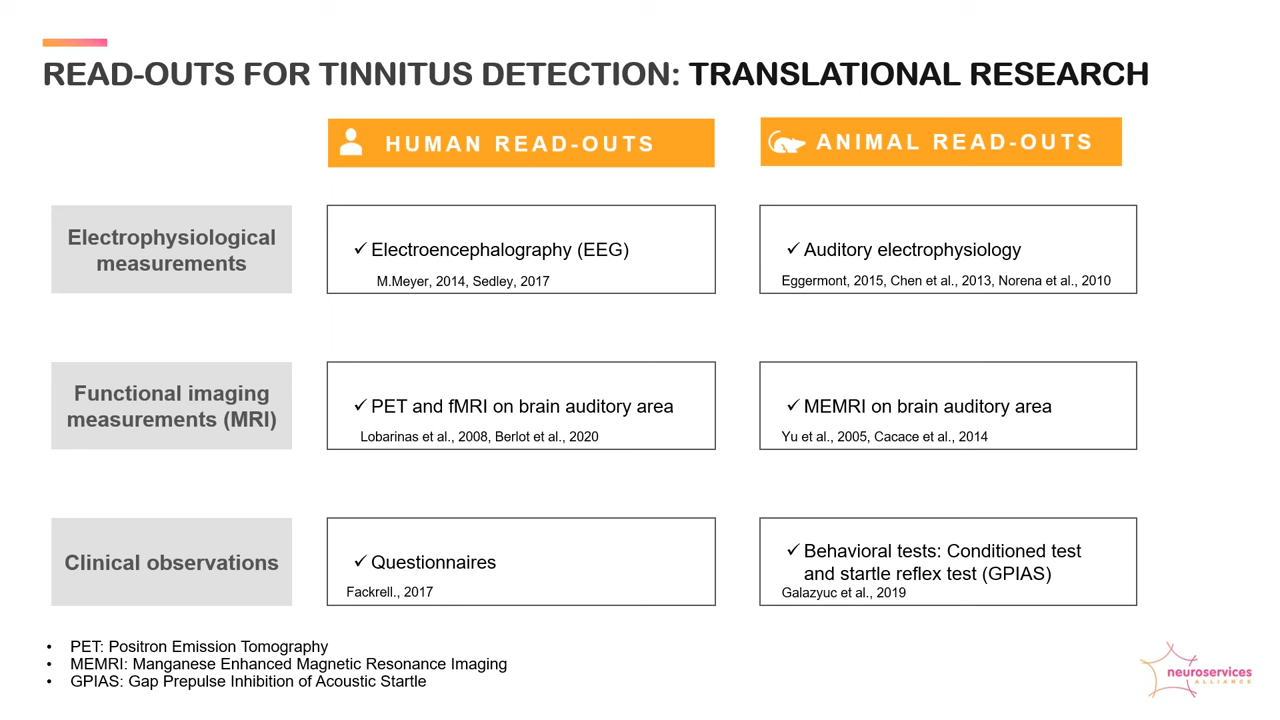 READ-OUTS FOR TINNITUS DETECTION: TRANSLATIONAL RESEARCH
HUMAN READ-OUTS
ANIMAL READ-OUTS
Electrophysiological
measurements
✓ Electroencephalography (EEG)
M.Meyer, 2014, Sedley, 2017
✓ Auditory electrophysiology
Eggermont, 2015, Chen et al., 2013, Norena et al., 2010
Functional imaging
measurements (MRI)
✓ PET and fMRI on brain auditory area
Lobarinas et al., 2008, Berlot et al., 2020
✓ MEMRI on brain auditory area
Yu et al., 2005, Cacace et al., 2014
Clinical observations
✓ Questionnaires
Fackrell., 2017
✓ Behavioral tests: Conditioned test
and startle reflex test (GPIAS)
Galazyuc et al., 2019
• PET: Positron Emission Tomography
• MEMRI: Manganese Enhanced Magnetic Resonance Imaging
• GPIAS: Gap Prepulse Inhibition of Acoustic Startle
neuroservices
ALLIANCE